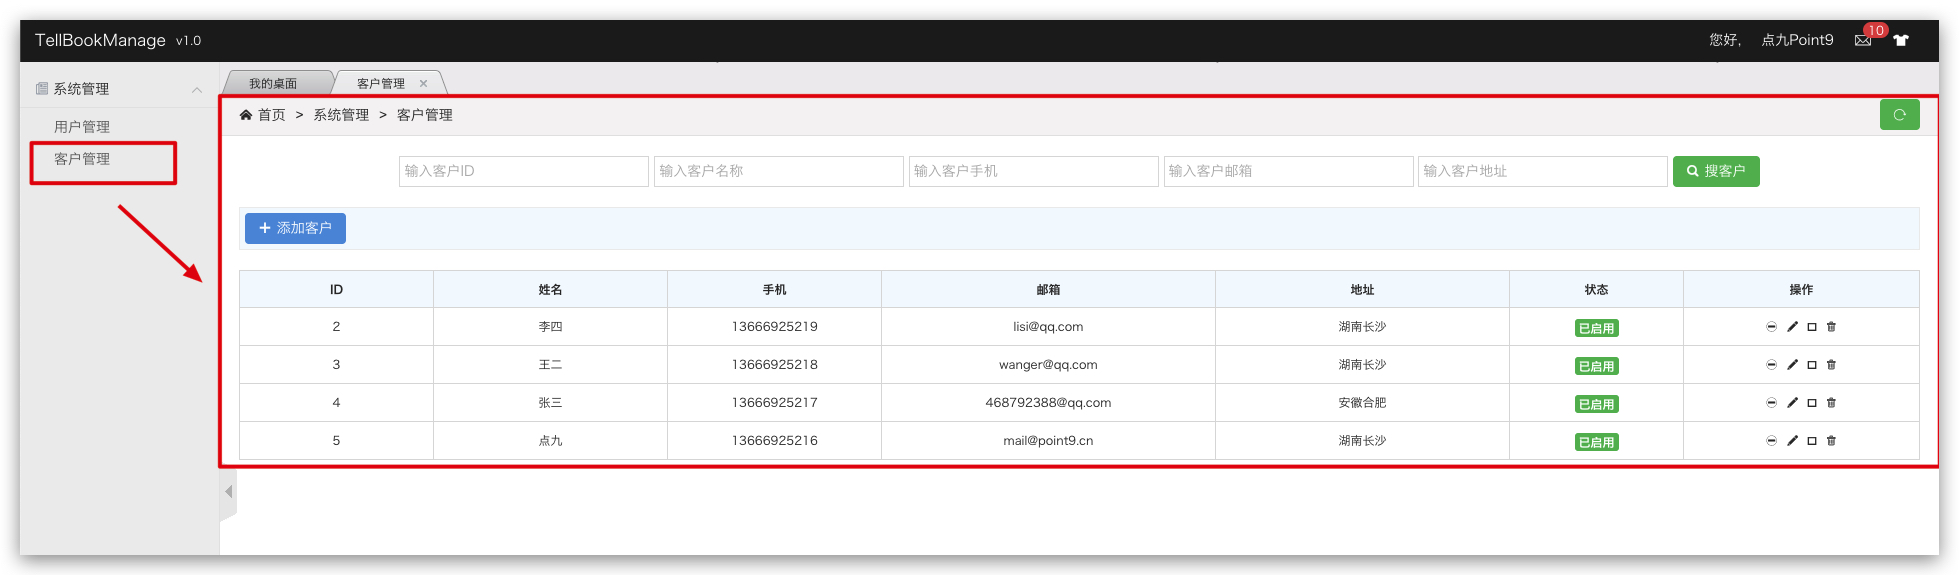 TellBookManage v1.0
您好, 点九Point9 10
系统管理
用户管理
客户管理
我的桌面 客户管理
首页 > 系统管理 > 客户管理
输入客户ID 输入客户名称 输入客户手机 输入客户邮箱 输入客户地址 搜客户
添加客户
ID 姓名 手机 邮箱 地址 状态 操作
2 李四 13666925219 lisi@qq.com 湖南长沙 已启用
3 王二 13666925218 wanger@qq.com 湖南长沙 已启用
4 张三 13666925217 468792388@qq.com 安徽合肥 已启用
5 点九 13666925216 mail@point9.cn 湖南长沙 已启用